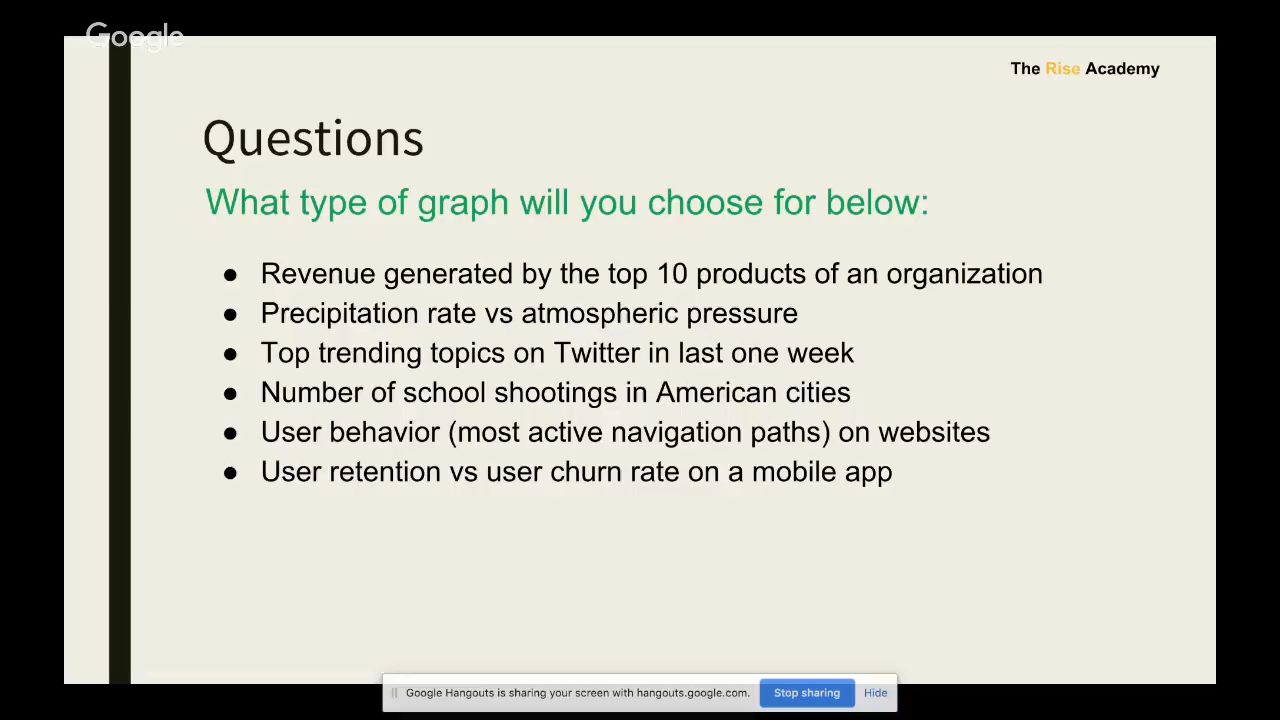 Google
The Rise Academy
Questions
What type of graph will you choose for below:
● Revenue generated by the top 10 products of an organization
● Precipitation rate vs atmospheric pressure
● Top trending topics on Twitter in last one week
● Number of school shootings in American cities
● User behavior (most active navigation paths) on websites
● User retention vs user churn rate on a mobile app
Google Hangouts is sharing your screen with hangouts.google.com. Stop sharing Hide